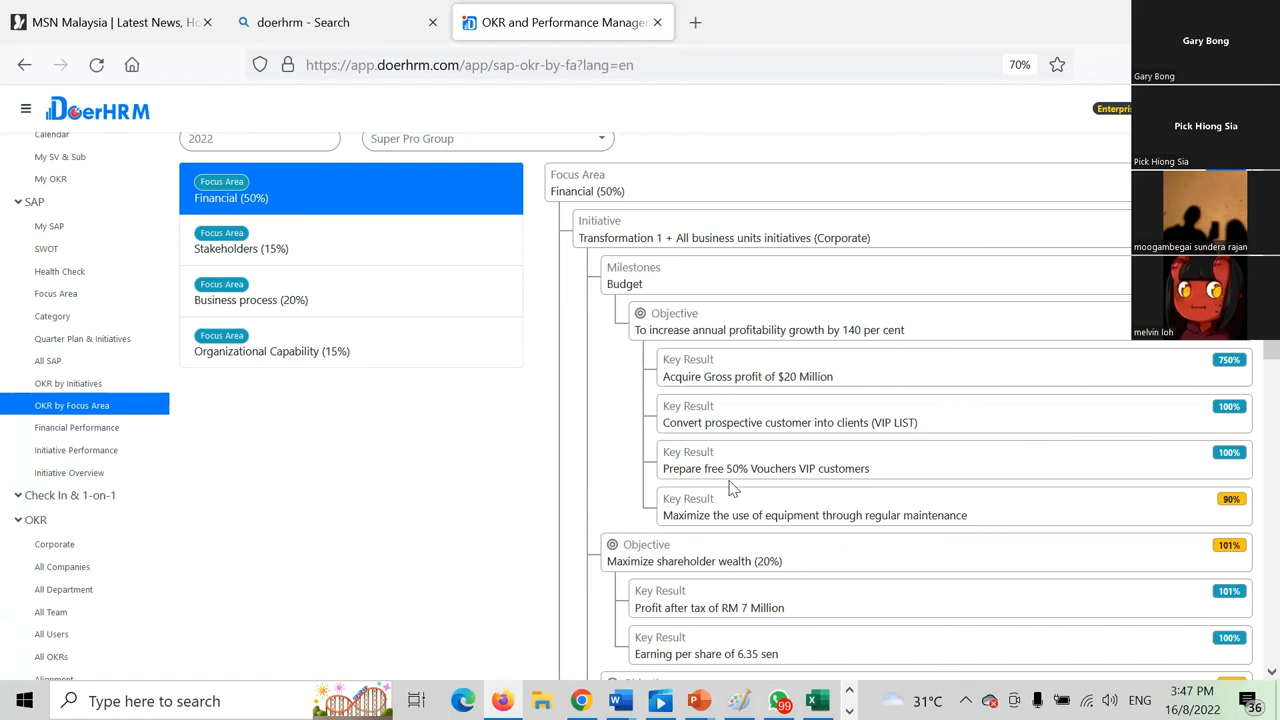 MSN Malaysia | Latest News, Ho
doerhrm - Search
OKR and Performance Manager
https://app.doerhrm.com/app/sap-okr-by-fa?lang=en
70%
DoerHRM
Enterpris
Gary Bong
Gary Bong
Pick Hiong Sia
Pick Hiong Sia
moogambegai sundera rajan
melvin loh
Calendar
My SV & Sub
My OKR
SAP
My SAP
SWOT
Health Check
Focus Area
Category
Quarter Plan & Initiatives
All SAP
OKR by Initiatives
OKR by Focus Area
Financial Performance
Initiative Performance
Initiative Overview
Check In & 1-on-1
OKR
Corporate
All Companies
All Department
All Team
All Users
All OKRs
Alignment
2022
Super Pro Group
Focus Area
Financial (50%)
Focus Area
Stakeholders (15%)
Focus Area
Business process (20%)
Focus Area
Organizational Capability (15%)
Focus Area
Financial (50%)
Initiative
Transformation 1 + All business units initiatives (Corporate)
Milestones
Budget
Objective
To increase annual profitability growth by 140 per cent
Key Result
750%
Acquire Gross profit of $20 Million
Key Result
100%
Convert prospective customer into clients (VIP LIST)
Key Result
100%
Prepare free 50% Vouchers VIP customers
Key Result
90%
Maximize the use of equipment through regular maintenance
Objective
101%
Maximize shareholder wealth (20%)
Key Result
101%
Profit after tax of RM 7 Million
Key Result
100%
Earning per share of 6.35 sen
Type here to search
99
31°C
ENG
3:47 PM
16/8/2022
36